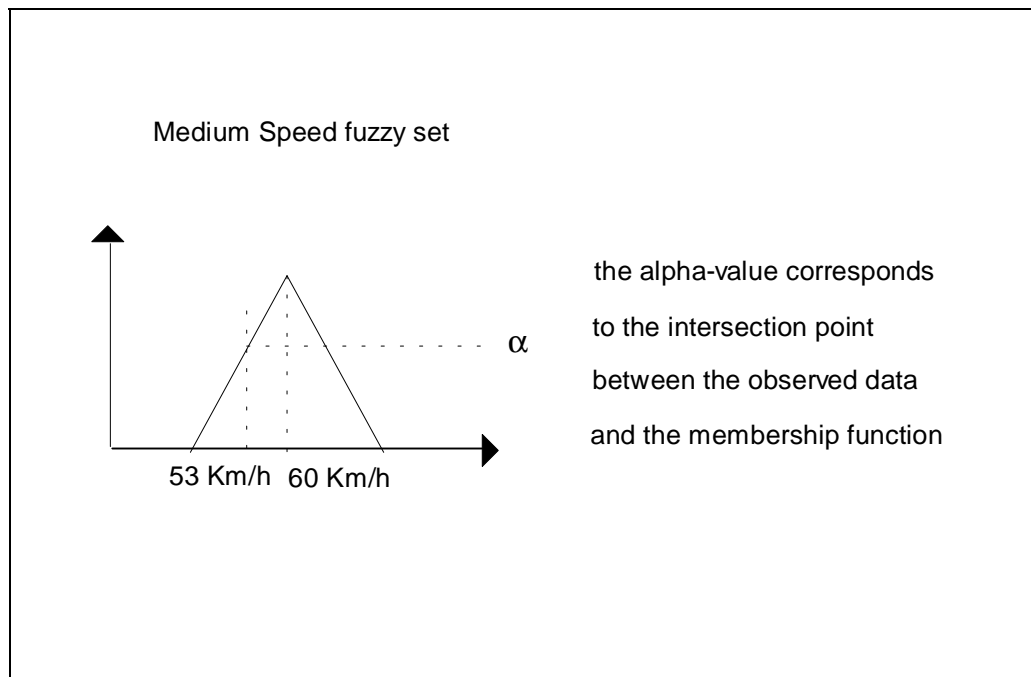 Medium Speed fuzzy set
the alpha-value corresponds
to the intersection point
α
between the observed data
and the membership function
53 Km/h 60 Km/h